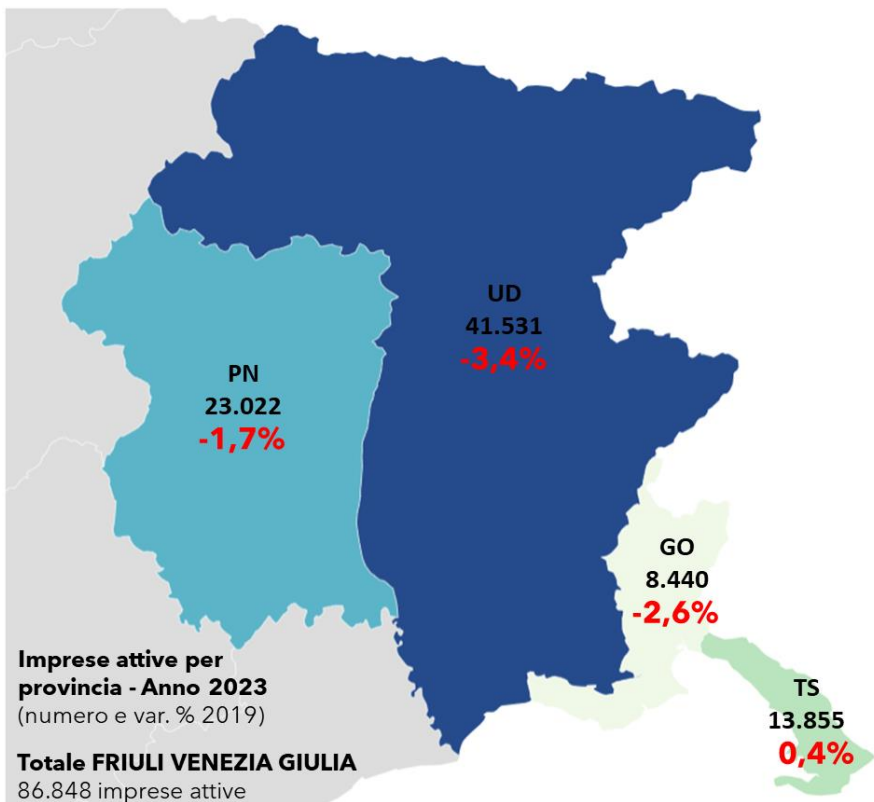 UD
41.531
-3,4%
PN
23.022
-1,7%
GO
8.440
-2,6%
TS
13.855
0,4%
Imprese attive per
provincia - Anno 2023
(numero e var. % 2019)
Totale FRIULI VENEZIA GIULIA
86.848 imprese attive